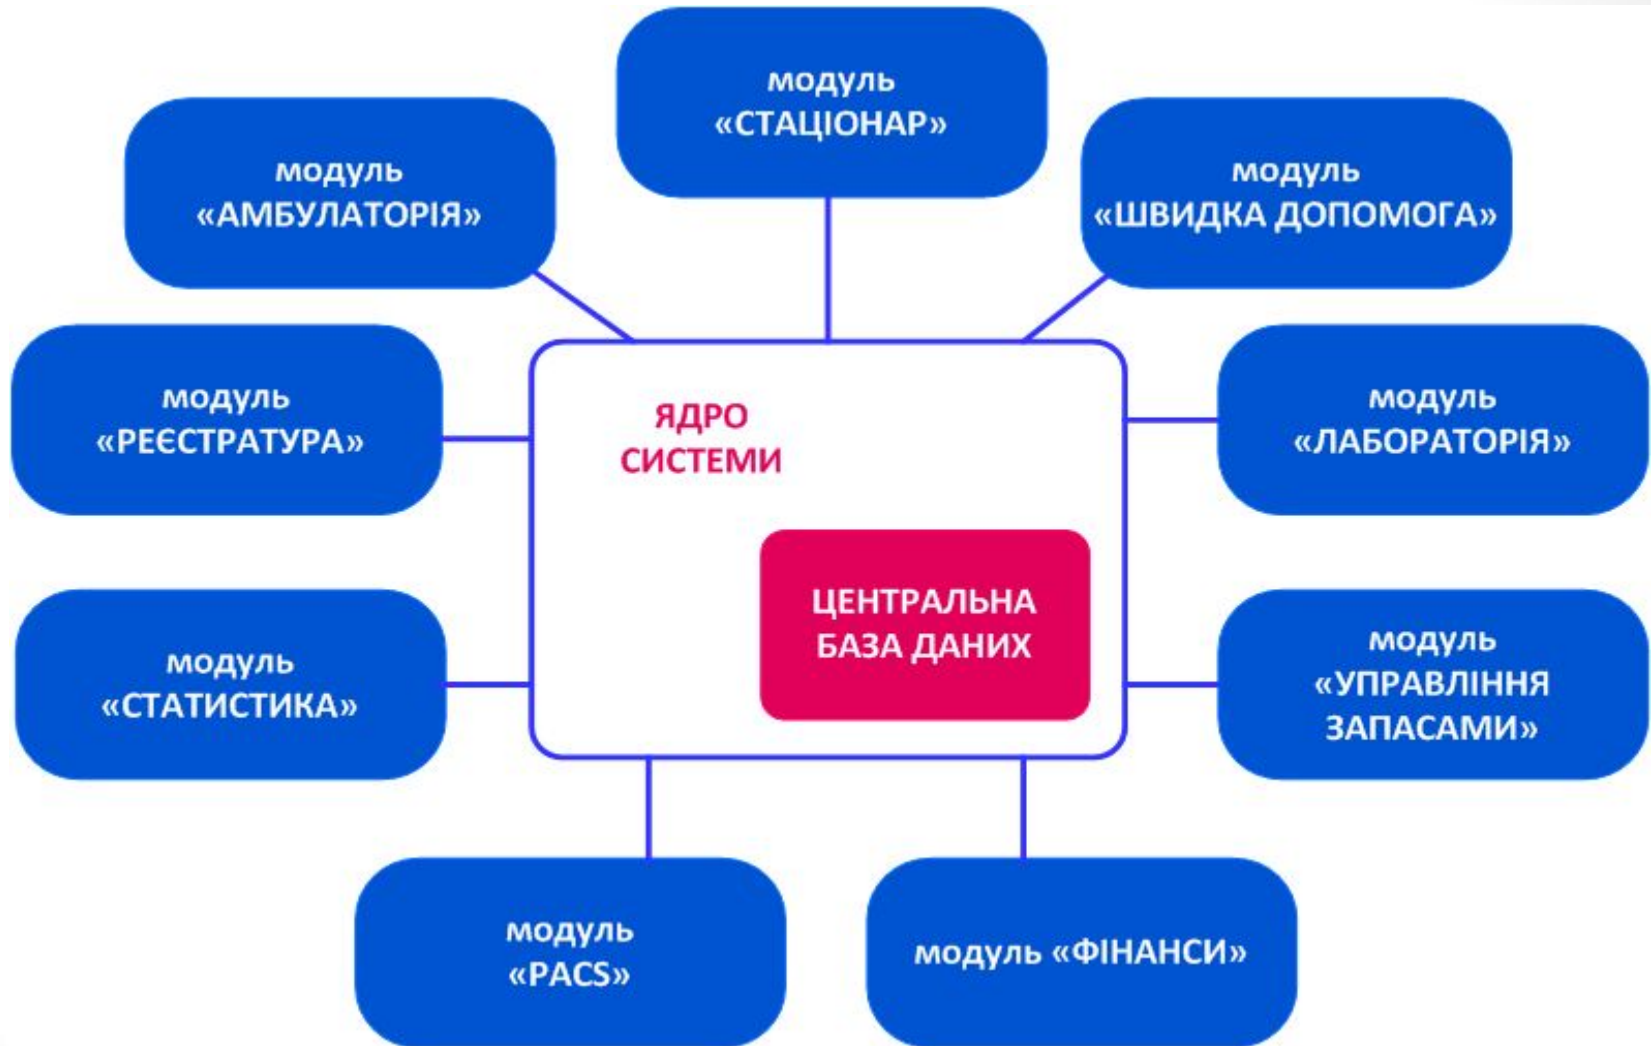 модуль
«СТАЦІОНАР»
модуль
«АМБУЛАТОРІЯ»
модуль
«ШВИДКА ДОПОМОГА»
модуль
«РЕЄСТРАТУРА»
ЯДРО
СИСТЕМИ
модуль
«ЛАБОРАТОРІЯ»
ЦЕНТРАЛЬНА
БАЗА ДАНИХ
модуль
«СТАТИСТИКА»
модуль
«УПРАВЛІННЯ
ЗАПАСАМИ»
модуль
«PACS»
модуль «ФІНАНСИ»